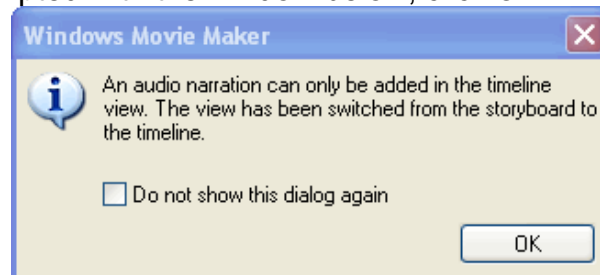 Windows Movie Maker
An audio narration can only be added in the timeline
view. The view has been switched from the storyboard to
the timeline.
Do not show this dialog again
OK